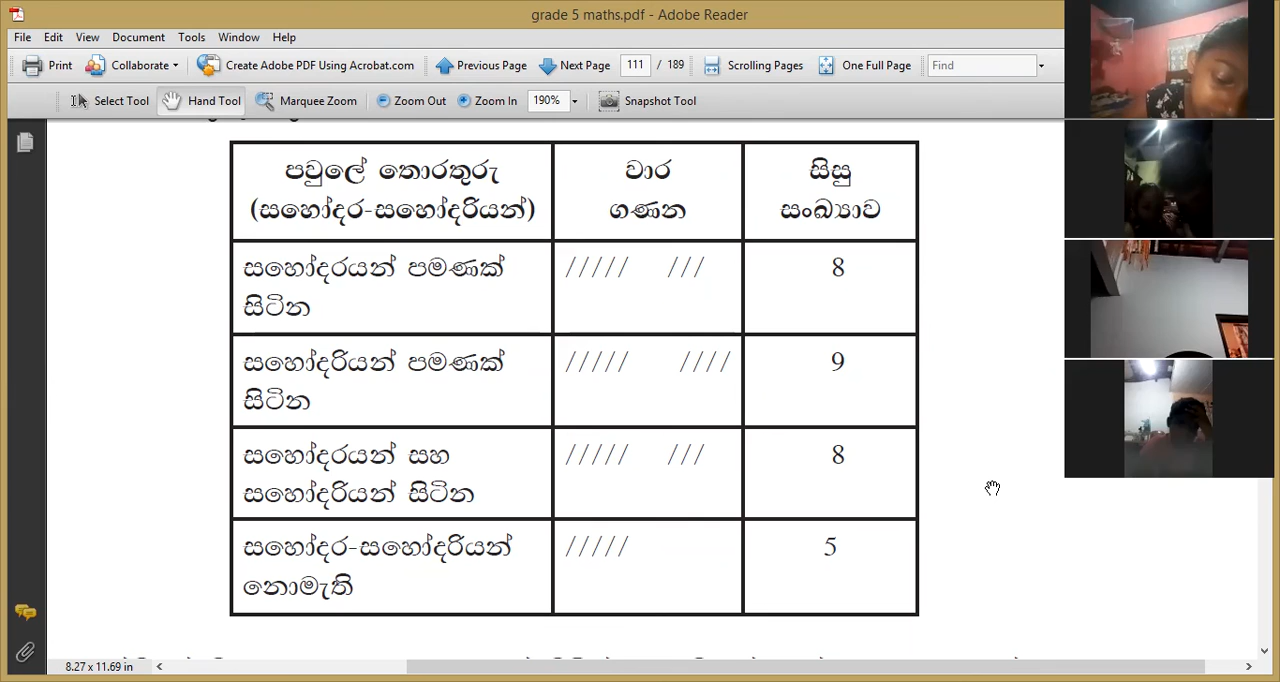 grade 5 maths.pdf - Adobe Reader
File Edit View Document Tools Window Help
Print Collaborate Create Adobe PDF Using Acrobat.com Previous Page Next Page 111 / 189 Scrolling Pages One Full Page Find
Select Tool Hand Tool Marquee Zoom Zoom Out Zoom In 190% Snapshot Tool
පවුලේ තොරතුරු
(සහෝදර-සහෝදරියන්)
වාර
ගණන
සිසු
සංඛ්‍යාව
සහෝදරයන් පමණක්
සිටින
///// ///
8
සහෝදරියන් පමණක්
සිටින
///// ////
9
සහෝදරයන් සහ
සහෝදරියන් සිටින
///// ///
8
සහෝදර-සහෝදරියන්
නොමැති
/////
5
8.27 x 11.69 in